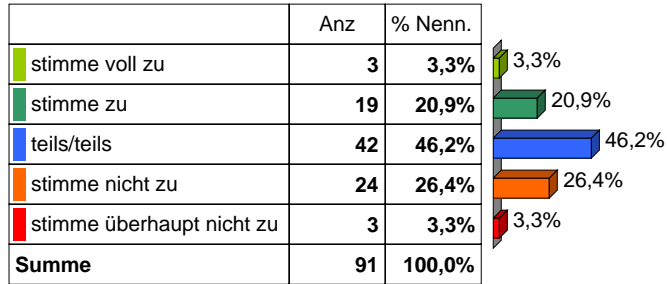 Anz % Nenn.
stimme voll zu 3 3,3% 3,3%
stimme zu 19 20,9% 20,9%
teils/teils 42 46,2% 46,2%
stimme nicht zu 24 26,4% 26,4%
stimme überhaupt nicht zu 3 3,3% 3,3%
Summe 91 100,0%